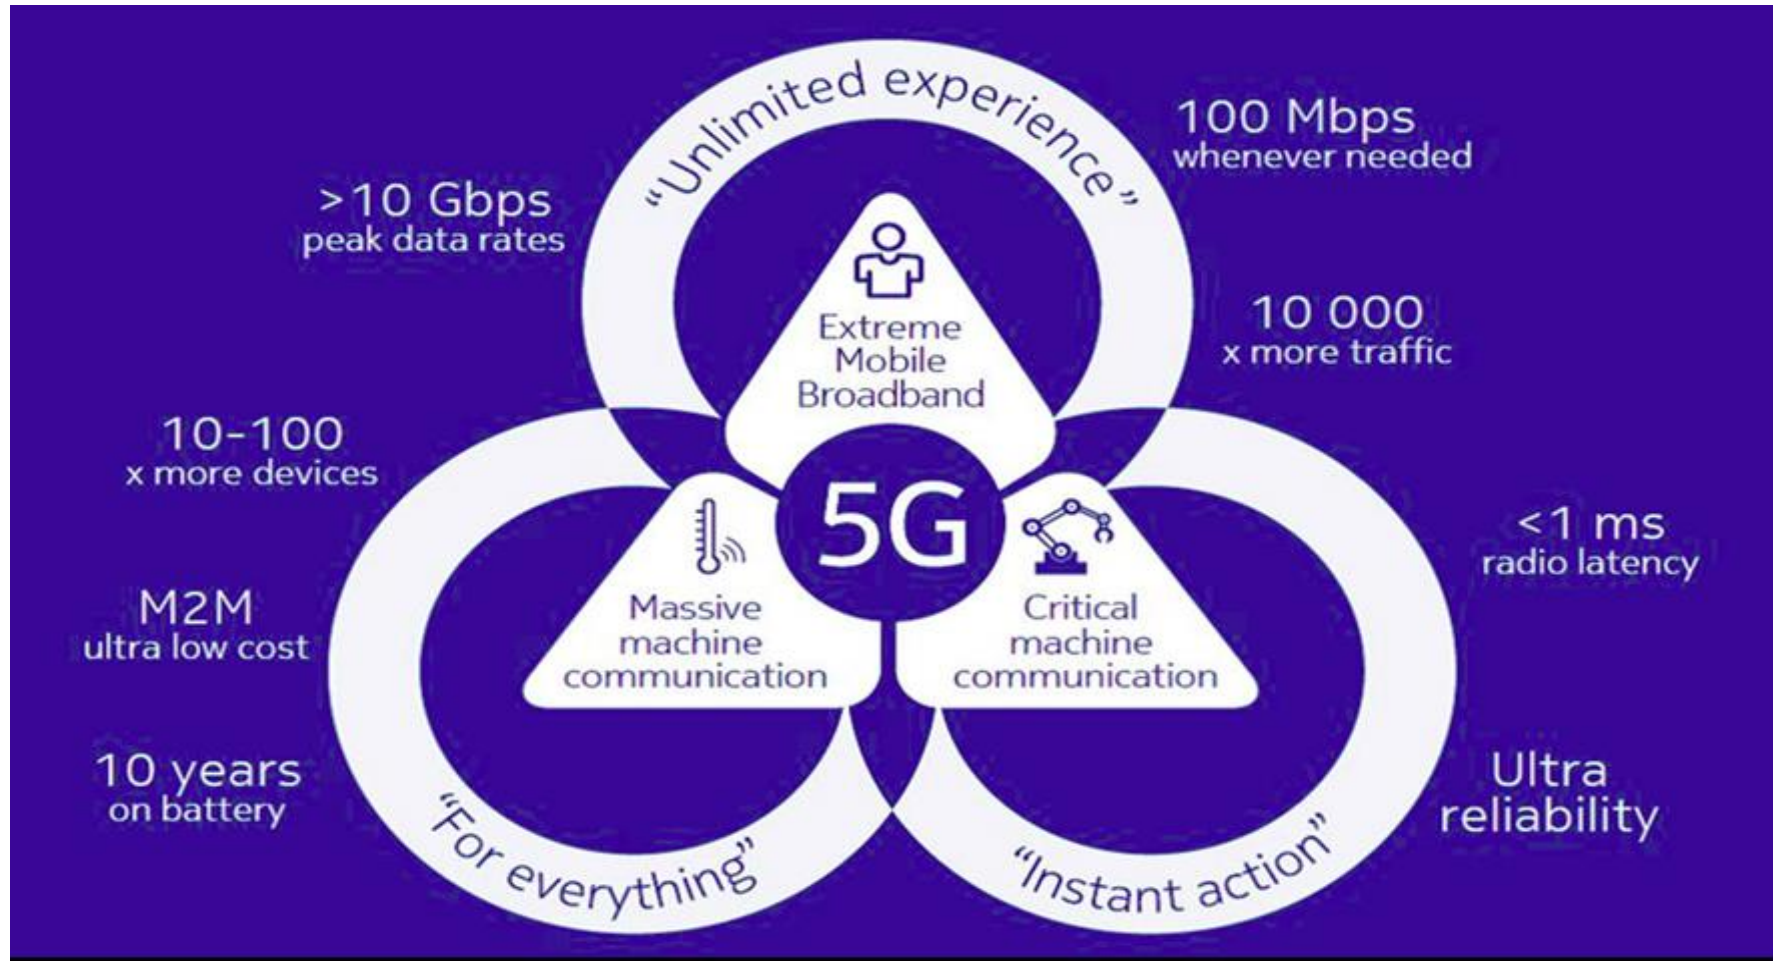 “Unlimited experience”
>10 Gbps
peak data rates
100 Mbps
whenever needed
10 000
x more traffic
Extreme
Mobile
Broadband
5G
10-100
x more devices
M2M
ultra low cost
10 years
on battery
Massive
machine
communication
“For everything”
Critical
machine
communication
“Instant action”
<1 ms
radio latency
Ultra
reliability